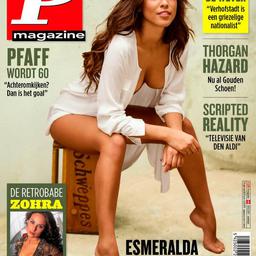 P
magazine
"Verhofstadt is
een griezelige
nationalist"
PFAFF
WORDT 60
"Achteromkijken?
Dan is het goal"
THORGAN
HAZARD
Nu al Gouden
Schoen!
SCRIPTED
REALITY
"TELEVISIE
VAN DEN
ALDI"
Schweppes
DE RETROBABE
ZOHRA
ESMERALDA